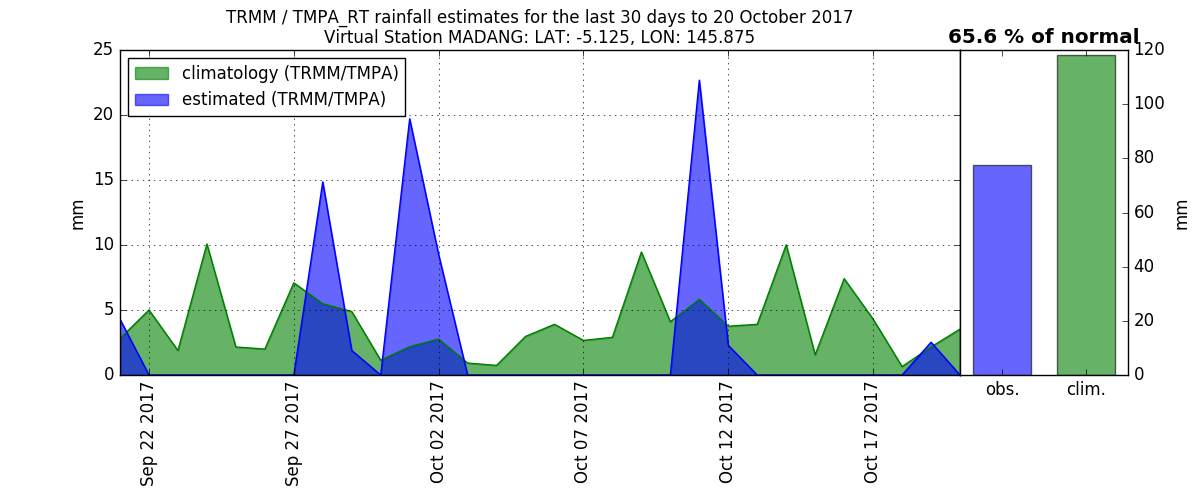 TRMM / TMPA_RT rainfall estimates for the last 30 days to 20 October 2017
Virtual Station MADANG: LAT: -5.125, LON: 145.875
65.6 % of normal
climatology (TRMM/TMPA)
estimated (TRMM/TMPA)
25
20
15
10
5
0
mm
Sep 22 2017
Sep 27 2017
Oct 02 2017
Oct 07 2017
Oct 12 2017
Oct 17 2017
obs.
clim.
120
100
80
60
40
20
0
mm